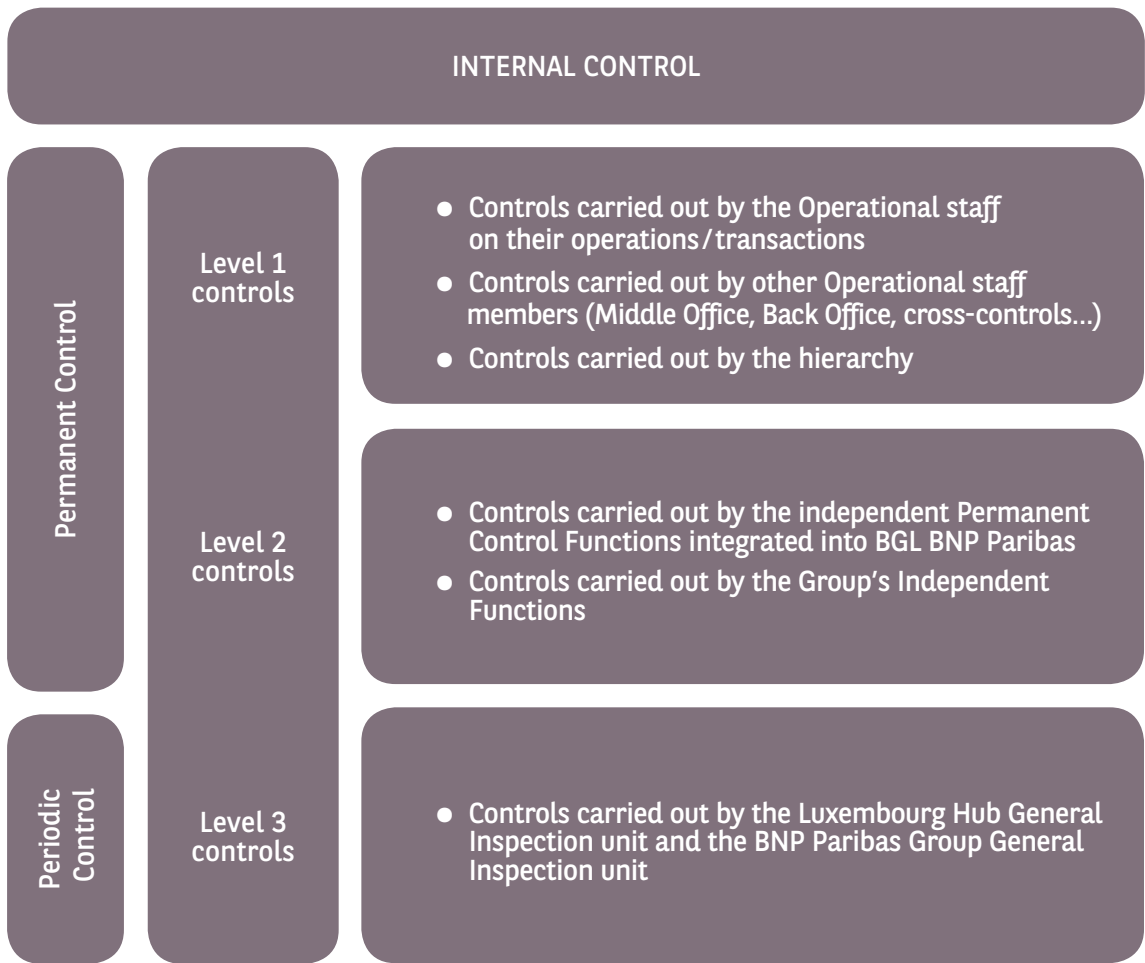 INTERNAL CONTROL
Permanent Control
Level 1
controls
● Controls carried out by the Operational staff
on their operations/transactions
● Controls carried out by other Operational staff
members (Middle Office, Back Office, cross-controls...)
● Controls carried out by the hierarchy
Level 2
controls
● Controls carried out by the independent Permanent
Control Functions integrated into BGL BNP Paribas
● Controls carried out by the Group's Independent
Functions
Periodic
Control
Level 3
controls
● Controls carried out by the Luxembourg Hub General
Inspection unit and the BNP Paribas Group General
Inspection unit